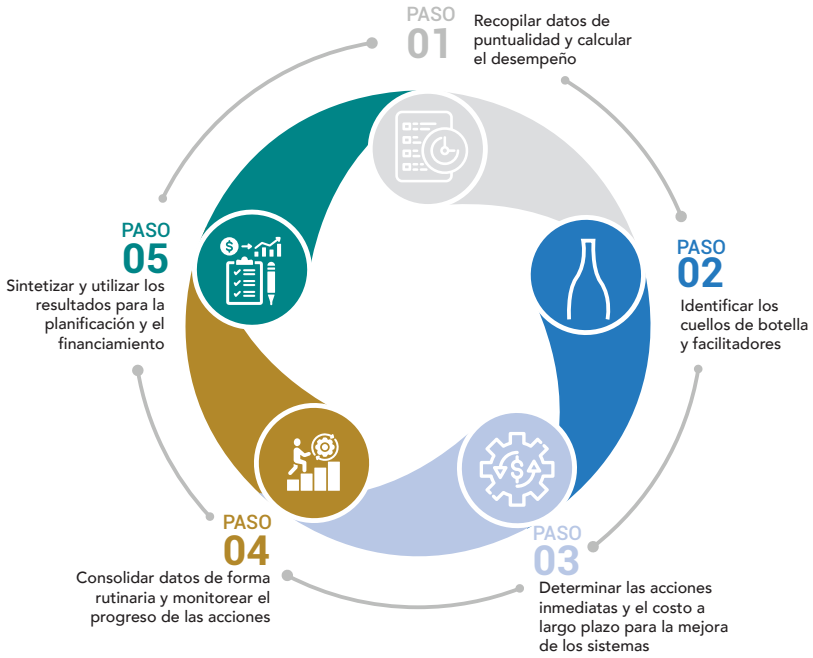 PASO
01
Recopilar datos de
puntualidad y calcular
el desempeño
PASO
02
Identificar los
cuellos de botella
y facilitadores
PASO
03
Determinar las acciones
inmediatas y el costo a
largo plazo para la mejora
de los sistemas
PASO
04
Consolidar datos de forma
rutinaria y monitorear el
progreso de las acciones
PASO
05
Sintetizar y utilizar los
resultados para la
planificación y el
financiamiento
$
$